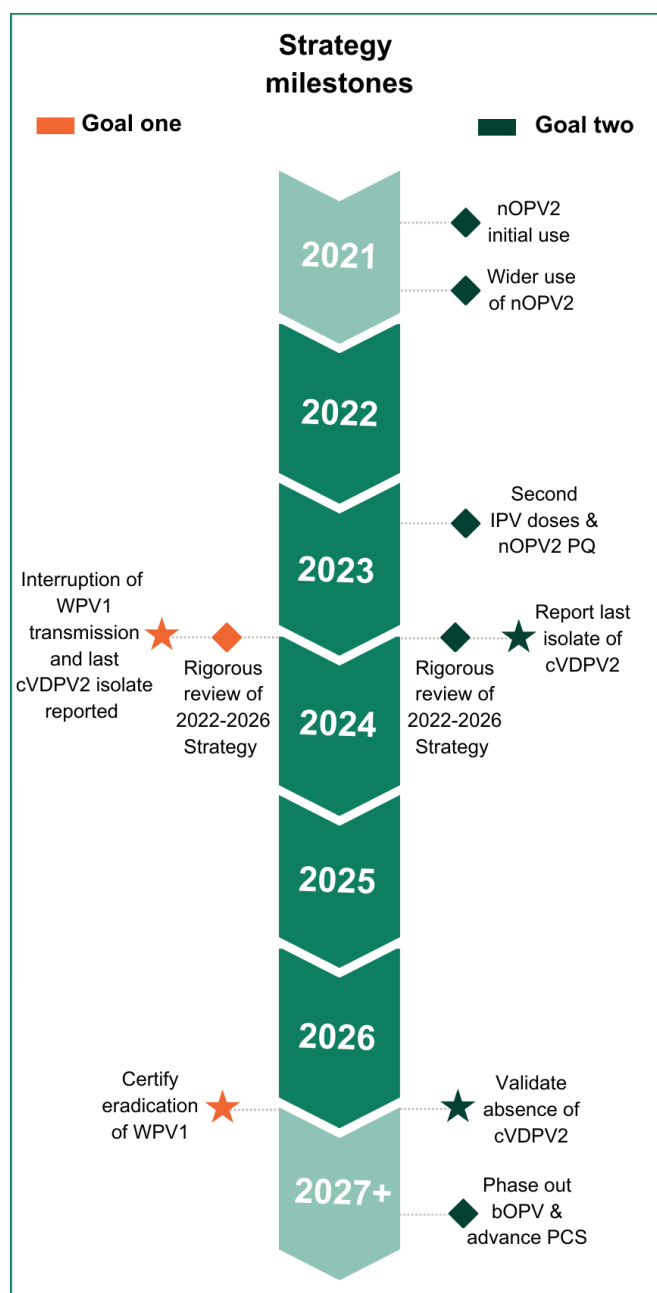 Strategy
milestones
Goal one
Goal two
2021
nOPV2
initial use
Wider use
of nOPV2
2022
2023
Second
IPV doses &
nOPV2 PQ
Interruption of
WPV1
transmission
and last
cVDPV2 isolate
reported
Rigorous
review of
2022-2026
Strategy
Rigorous
review of
2022-2026
Strategy
Report last
isolate of
cVDPV2
2024
2025
2026
Certify
eradication
of WPV1
Validate
absence of
cVDPV2
2027+
Phase out
bOPV &
advance PCS